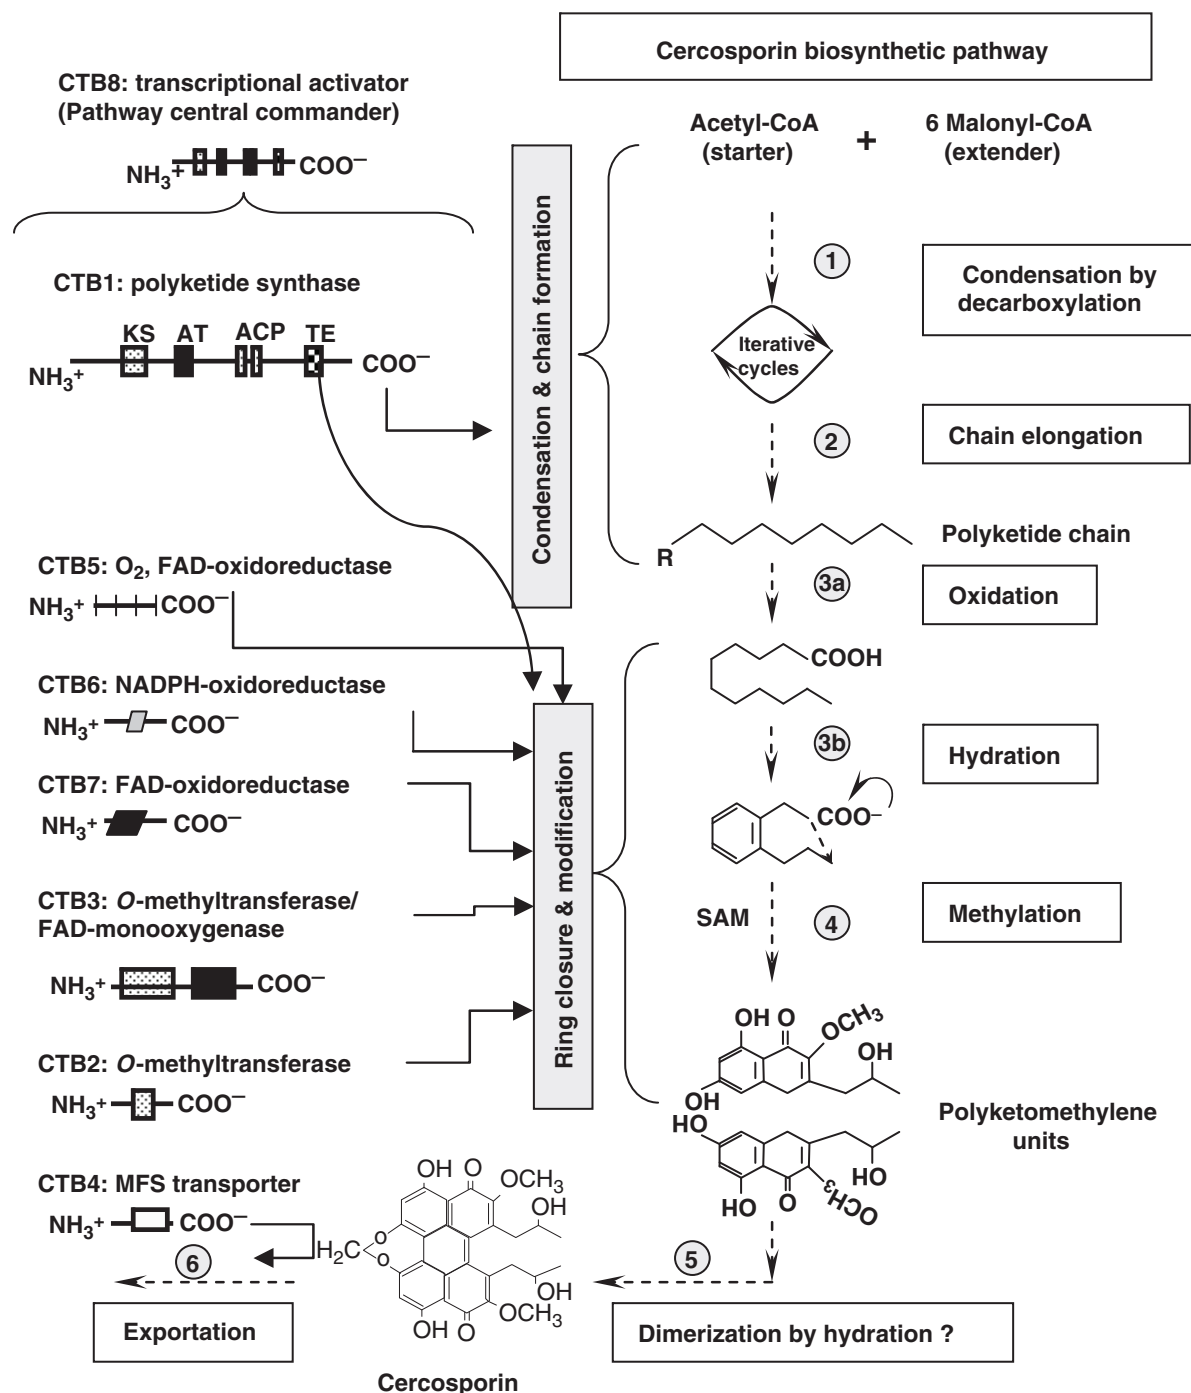 Cercosporin biosynthetic pathway
CTB8: transcriptional activator
(Pathway central commander)
NH3+ COO−
Acetyl-CoA
(starter)
+
6 Malonyl-CoA
(extender)
1
Condensation by
decarboxylation
Iterative
cycles
2
Chain elongation
Condensation & chain formation
CTB1: polyketide synthase
KS AT ACP TE
NH3+ COO−
R
Polyketide chain
3a
Oxidation
CTB5: O2, FAD-oxidoreductase
NH3+ COO−
COOH
CTB6: NADPH-oxidoreductase
NH3+ COO−
3b
Hydration
CTB7: FAD-oxidoreductase
NH3+ COO−
COO−
Ring closure & modification
CTB3: O-methyltransferase/
FAD-monooxygenase
NH3+ COO−
SAM
4
Methylation
CTB2: O-methyltransferase
NH3+ COO−
OH O OCH3
OH
OH
HO
OH
HO O OCH3
Polyketomethylene
units
CTB4: MFS transporter
NH3+ COO−
6
Exportation
OH O OCH3
OH
H2C
O
O
OH
OCH3
OH O
Cercosporin
5
Dimerization by hydration ?